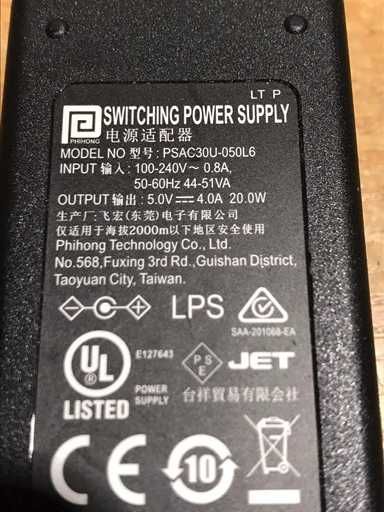 LT P
PHIHONG
SWITCHING POWER SUPPLY
电源适配器
MODEL NO 型号: PSAC30U-050L6
INPUT 输入: 100-240V~ 0.8A,
50-60Hz 44-51VA
OUTPUT 输出: 5.0V⎓4.0A 20.0W
生产厂: 飞宏(东莞)电子有限公司
仅适用于海拔2000m以下地区安全使用
Phihong Technology Co., Ltd.
No.568,Fuxing 3rd Rd.,Guishan District,
Taoyuan City, Taiwan.
LPS
SAA-201068-EA
UL
LISTED
E127643
POWER
SUPPLY
PS
E
JET
台祥貿易有限会社
CE
10